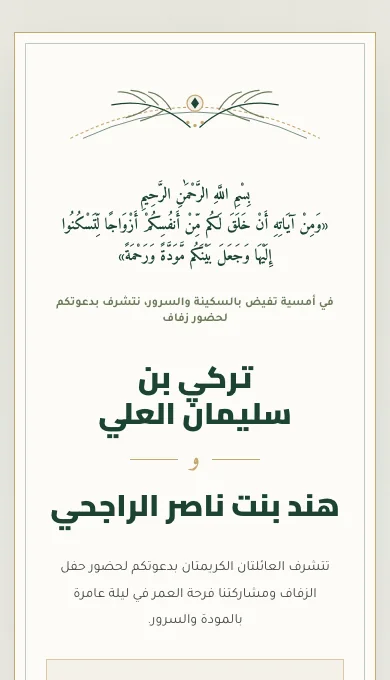 بِسْمِ اللَّهِ الرَّحْمَٰنِ الرَّحِيمِ
«وَمِنْ آيَاتِهِ أَنْ خَلَقَ لَكُم مِّنْ أَنفُسِكُمْ أَزْوَاجًا لِّتَسْكُنُوا
إِلَيْهَا وَجَعَلَ بَيْنَكُم مَّوَدَّةً وَرَحْمَةً»
في أمسية تفيض بالسكينة والسرور، نتشرف بدعوتكم
لحضور زفاف
تركي بن
سليمان العلي
و
هند بنت ناصر الراجحي
تتشرف العائلتان الكريمتان بدعوتكم لحضور حفل
الزفاف ومشاركتنا فرحة العمر في ليلة عامرة
بالمودة والسرور.